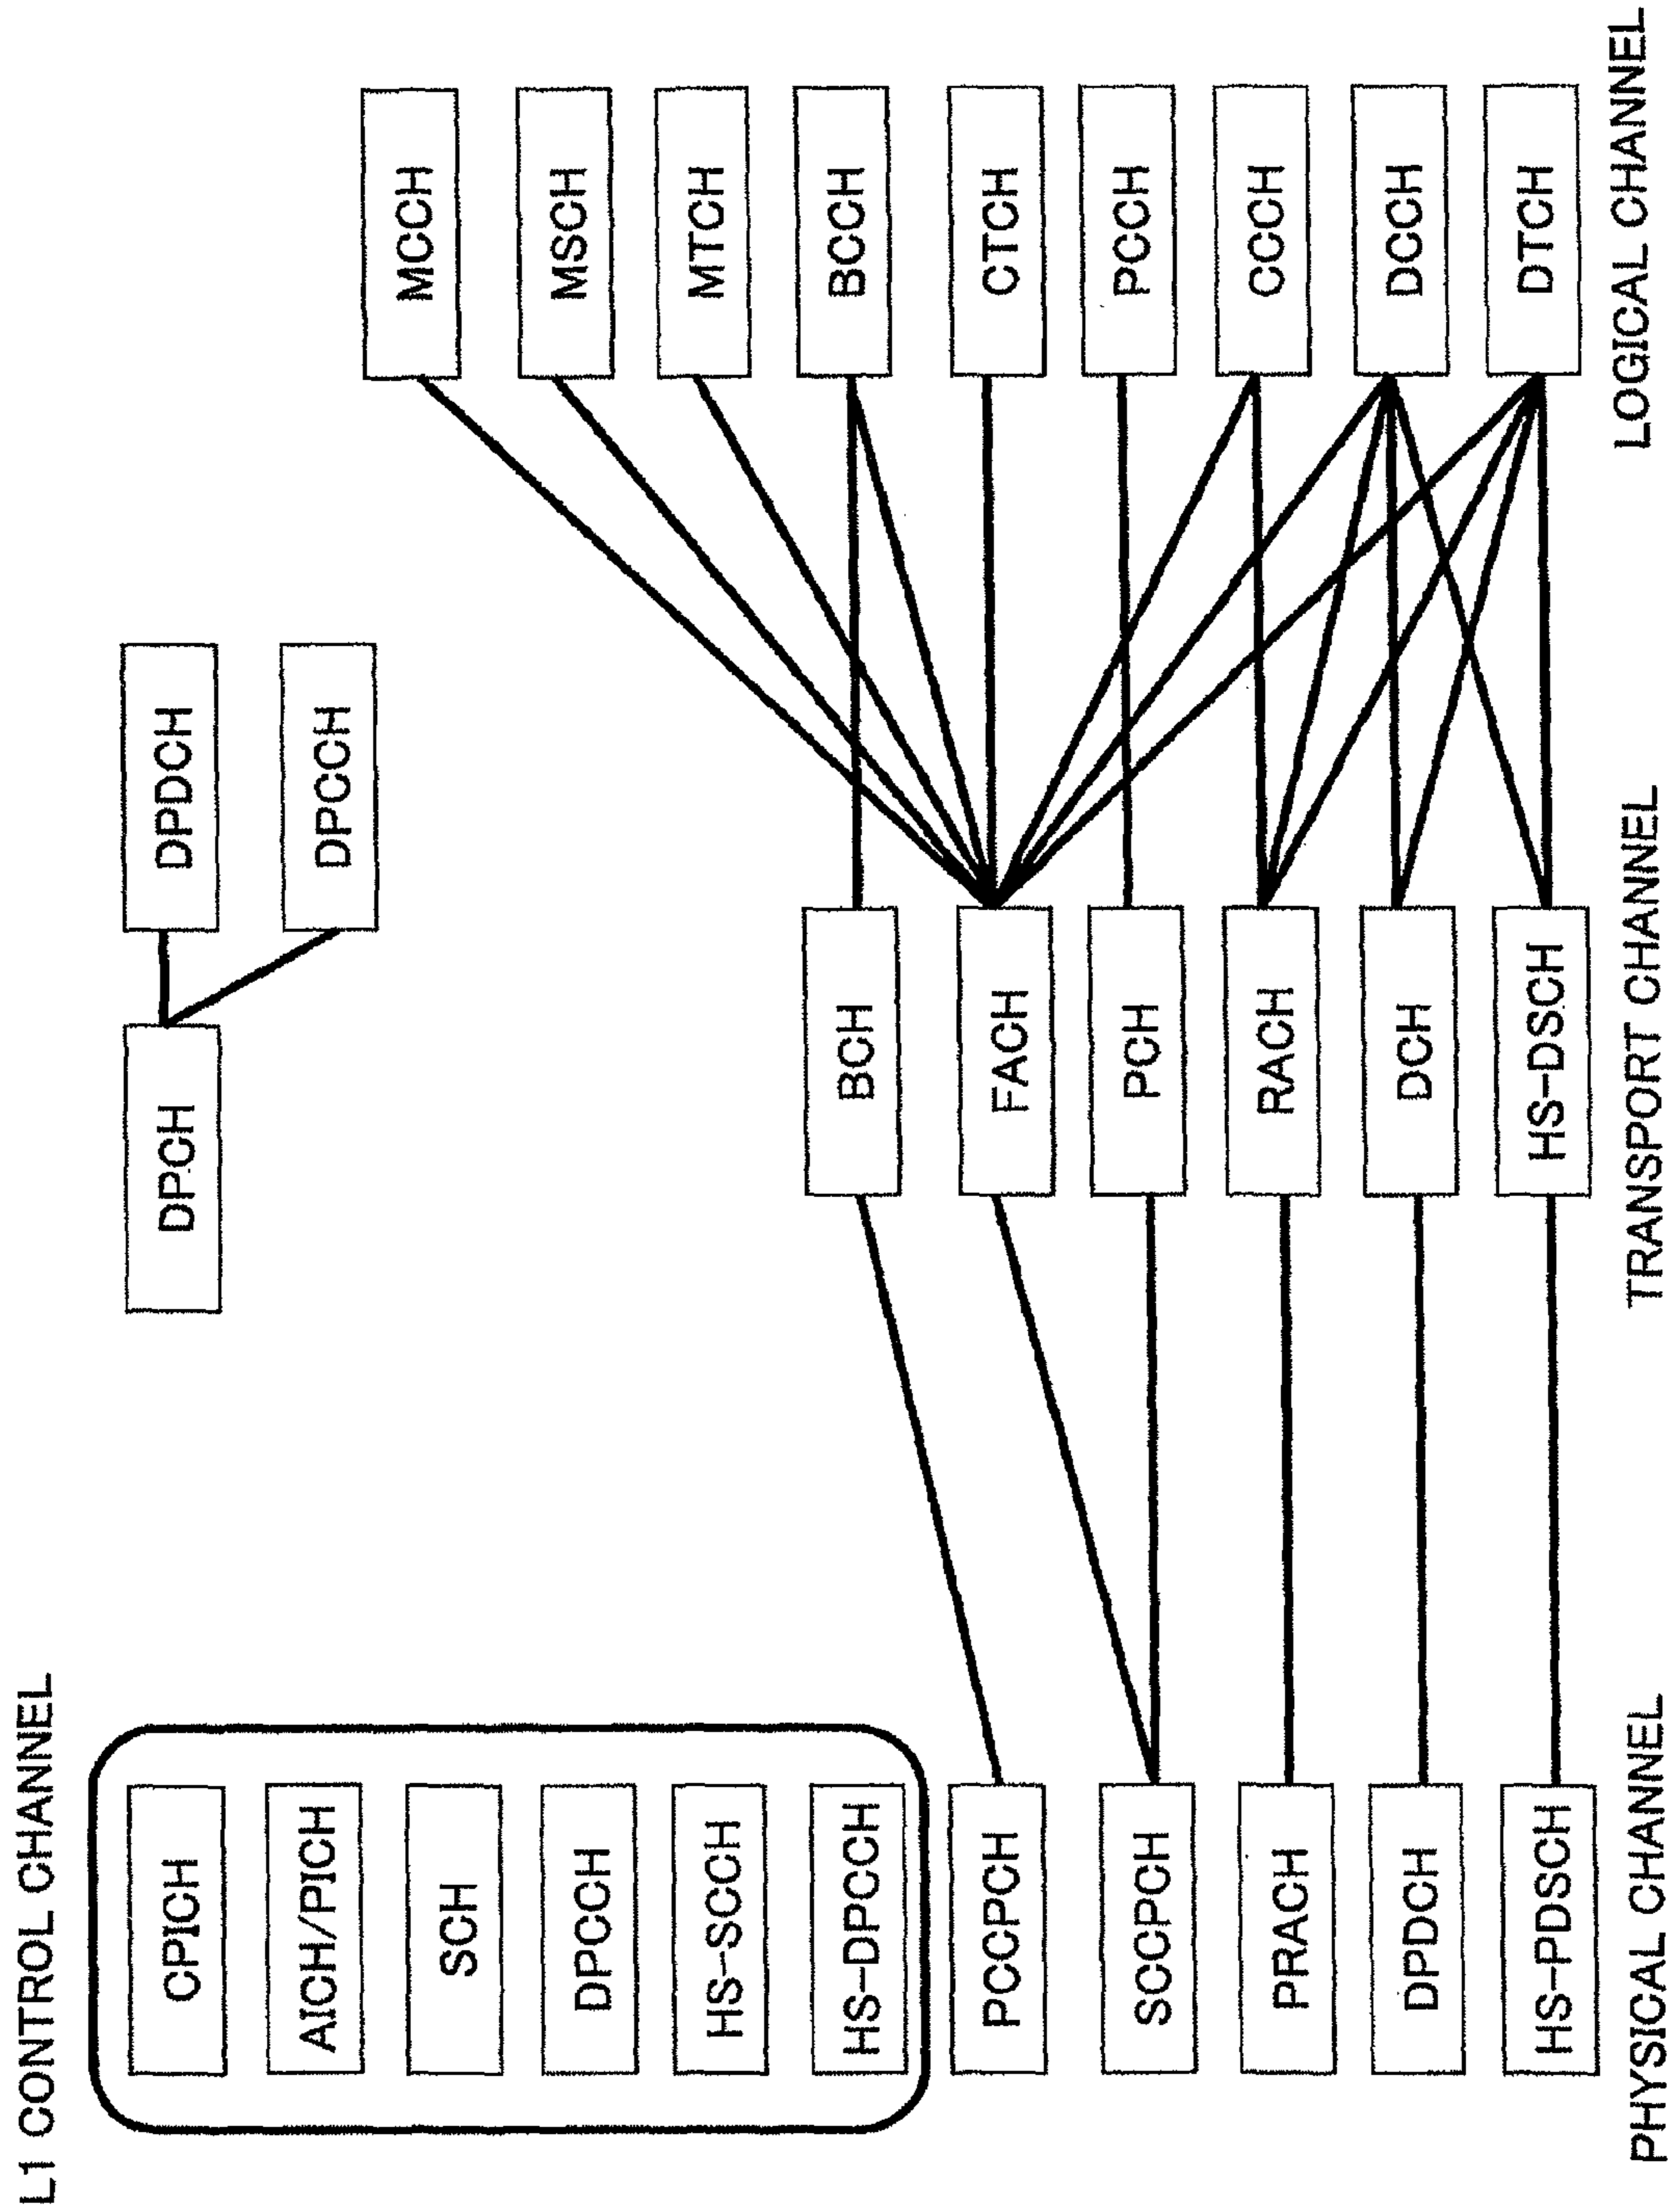 L1 CONTROL CHANNEL
CPICH
AICH/PICH
SCH
DPCCH
HS-SCCH
HS-DPCCH
PCCPCH
SCCPCH
PRACH
DPDCH
HS-PDSCH
PHYSICAL CHANNEL
DPCH
DPDCH
DPCCH
BCH
FACH
PCH
RACH
DCH
HS-DSCH
TRANSPORT CHANNEL
MCCH
MSCH
MTCH
BCCH
CTCH
PCCH
CCCH
DCCH
DTCH
LOGICAL CHANNEL